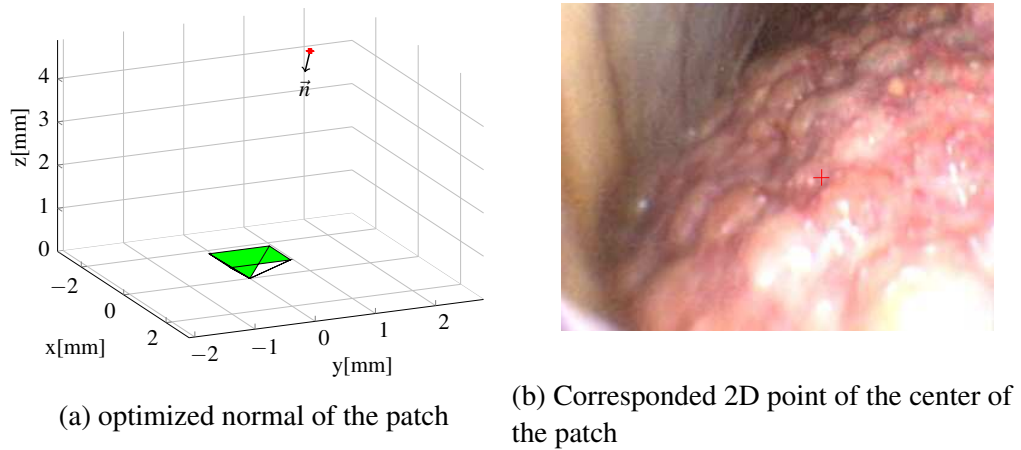 4
3
2
1
0
z[mm]
n⃗
−2
0
2
x[mm]
−2
−1
0
1
2
y[mm]
(a) optimized normal of the patch
(b) Corresponded 2D point of the center of
the patch